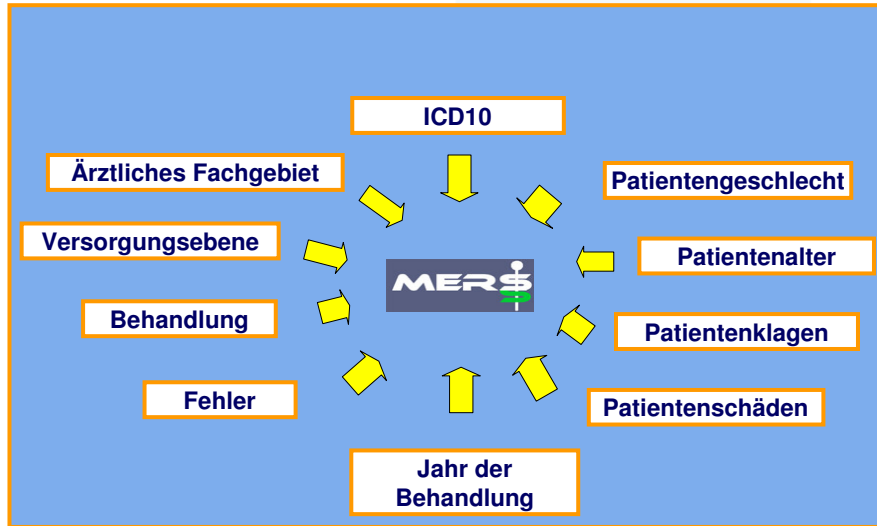 ICD10
Ärztliches Fachgebiet
Patientengeschlecht
Versorgungsebene
Patientenalter
MERS
Behandlung
Patientenklagen
Fehler
Patientenschäden
Jahr der
Behandlung